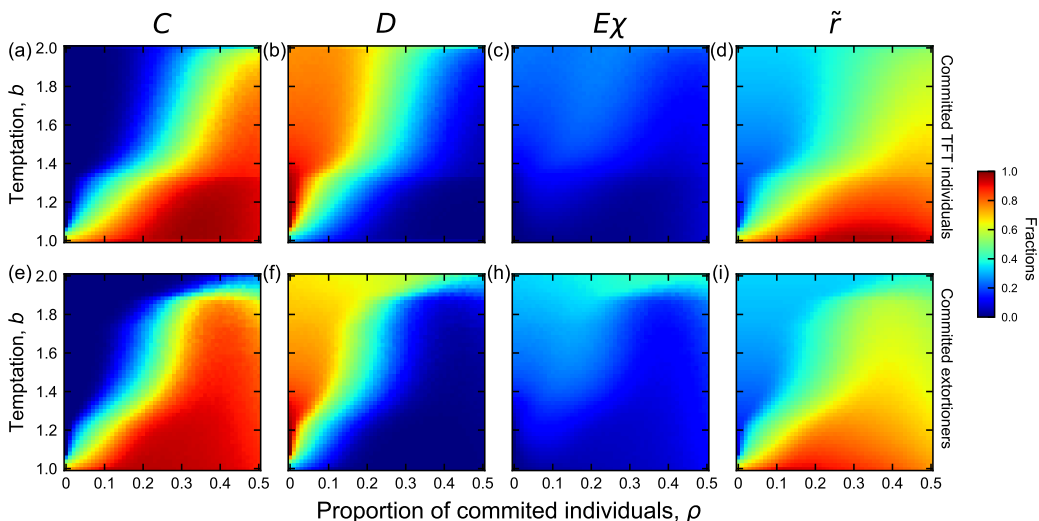 C D Eχ r̃
(a) (b) (c) (d)
2.0
1.8
1.6
1.4
1.2
1.0
Temptation, b
Committed TFT individuals
(e) (f) (h) (i)
2.0
1.8
1.6
1.4
1.2
1.0
Temptation, b
Committed extortioners
0 0.1 0.2 0.3 0.4 0.5
0 0.1 0.2 0.3 0.4 0.5
0 0.1 0.2 0.3 0.4 0.5
0 0.1 0.2 0.3 0.4 0.5
Proportion of commited individuals, ρ
1.0
0.8
0.6
0.4
0.2
0.0
Fractions